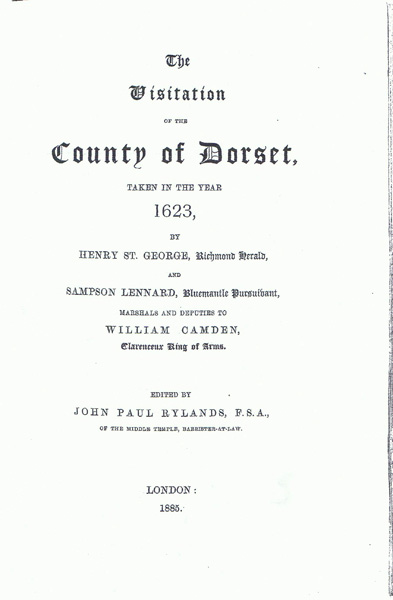 The
Visitation
OF THE
County of Dorset,
TAKEN IN THE YEAR
1623,
BY
HENRY ST. GEORGE, Richmond Herald,
AND
SAMPSON LENNARD, Bluemantle Pursuivant,
MARSHALS AND DEPUTIES TO
WILLIAM CAMDEN,
Clarenceux King of Arms.
EDITED BY
JOHN PAUL RYLANDS, F.S.A.,
OF THE MIDDLE TEMPLE, BARRISTER-AT-LAW.
LONDON:
1885.